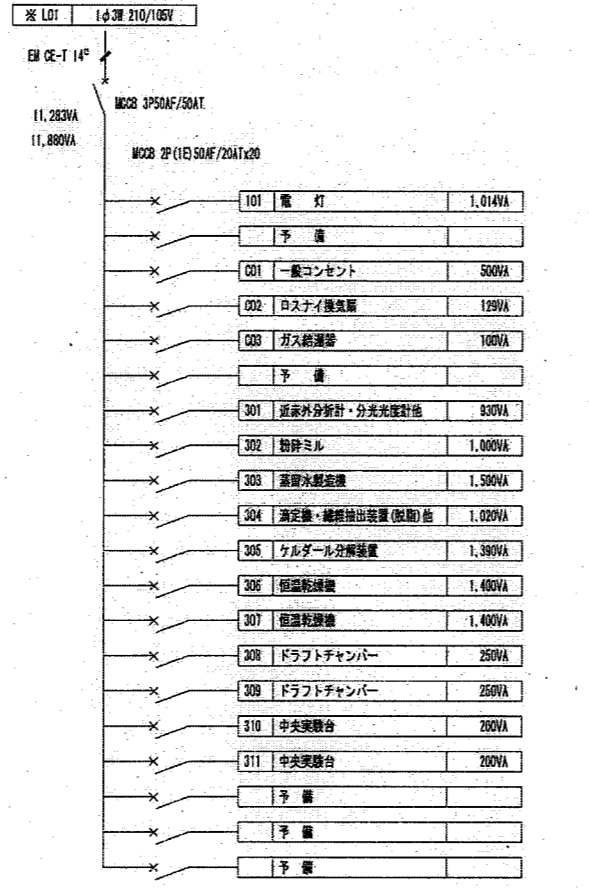 ※ LOT 1φ3W 210/105V
EM CE-T 14□
MCCB 3P50AF/50AT
11,283VA
11,880VA
MCCB 2P(1E)50AF/20ATx20
101 電 灯 1,014VA
予 備
C01 一般コンセント 500VA
C02 ロスナイ換気扇 129VA
C03 ガス給湯器 100VA
予 備
301 近赤外分析計・分光光度計他 930VA
302 粉砕ミル 1,000VA
303 蒸留水製造機 1,500VA
304 滴定機・繊維抽出装置(脱脂)他 1,020VA
305 ケルダール分解装置 1,390VA
306 恒温乾燥機 1,400VA
307 恒温乾燥機 1,400VA
308 ドラフトチャンバー 250VA
309 ドラフトチャンバー 250VA
310 中央実験台 200VA
311 中央実験台 200VA
予 備
予 備
予 備